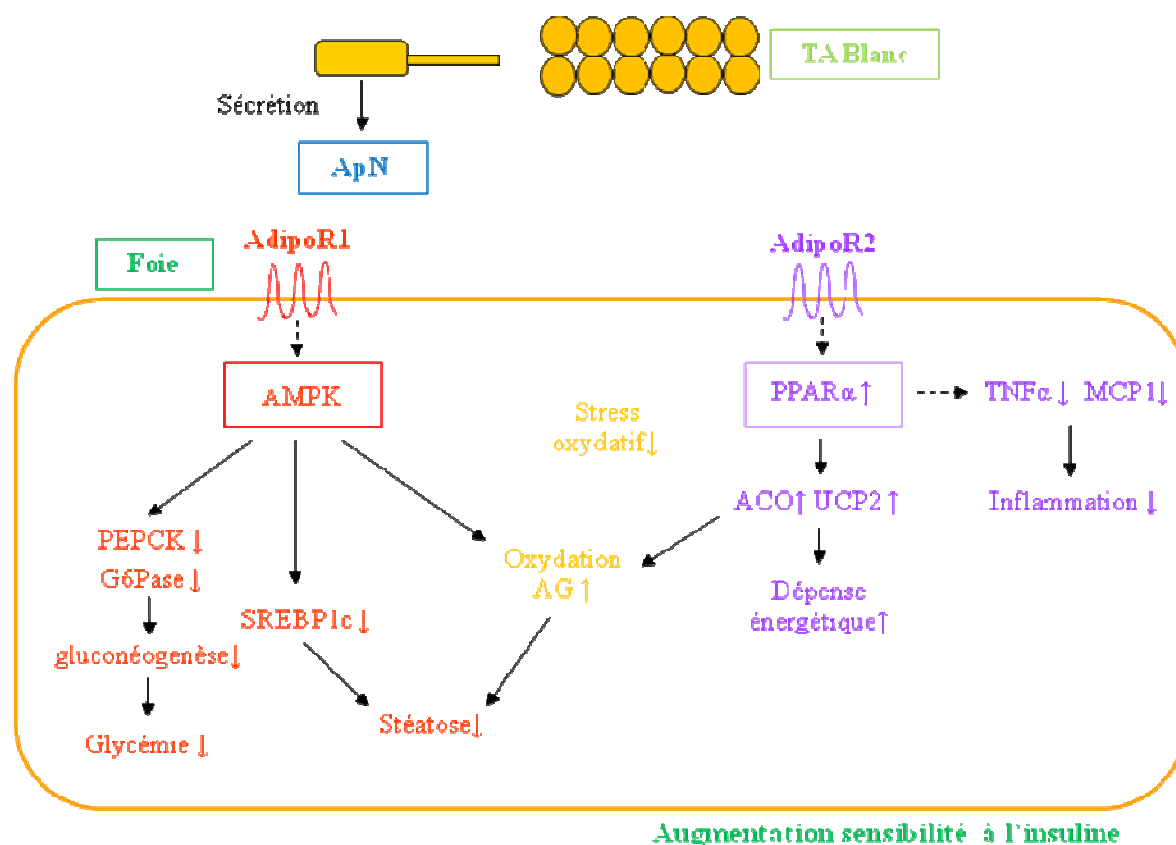 TA Blanc
Sécrétion
ApN
Foie
AdipoR1
AdipoR2
AMPK
PPARα↑
TNFα↓ MCP1↓
Stress
oxydatif↓
ACO↑ UCP2↑
Inflammation ↓
PEPCK↓
G6Pase↓
Oxydation
AG↑
Dépense
énergétique↑
SREBP1c↓
gluconéogenèse↓
Stéatose↓
Glycémie ↓
Augmentation sensibilité à l'insuline